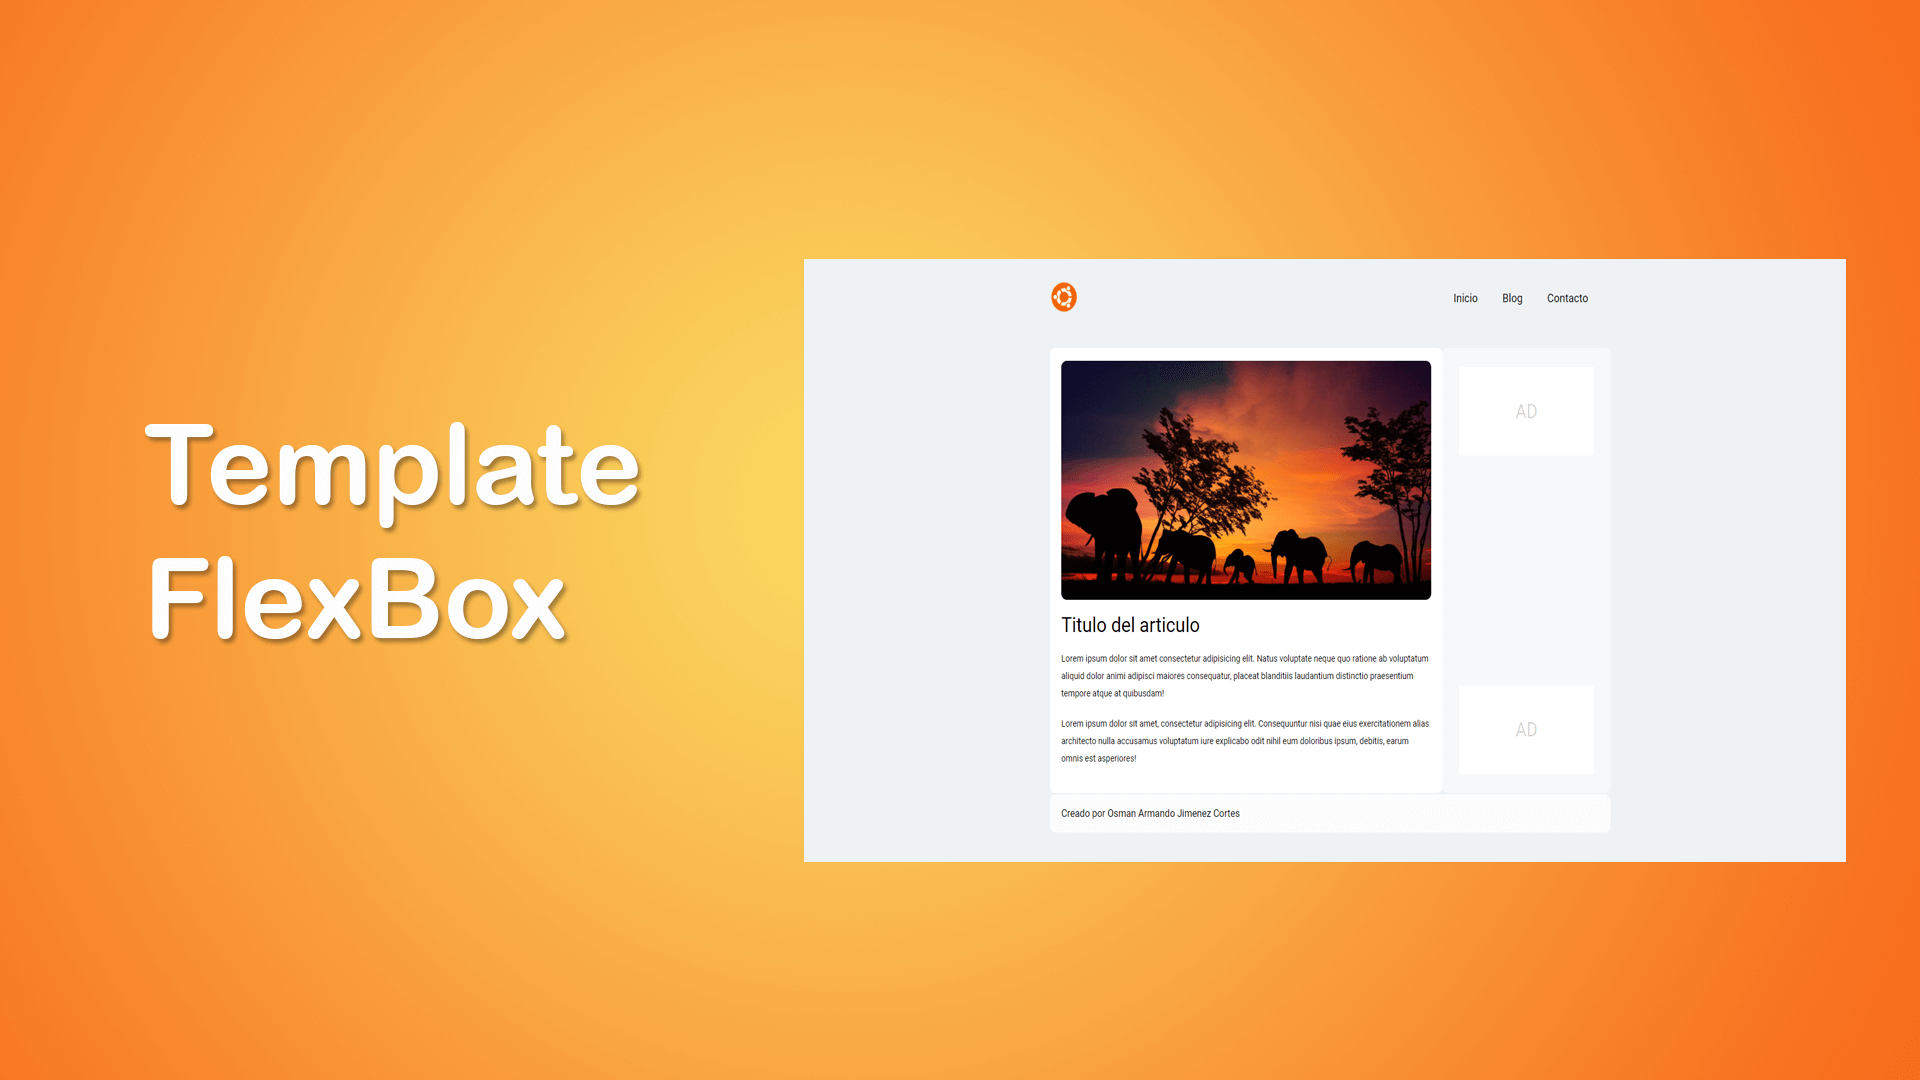 Template
FlexBox
Inicio Blog Contacto
AD
Titulo del articulo
Lorem ipsum dolor sit amet consectetur adipisicing elit. Natus voluptate neque quo ratione ab voluptatum
aliquid dolor animi adipisci maiores consequatur, placeat blanditiis laudantium distinctio praesentium
tempore atque at quibusdam!
Lorem ipsum dolor sit amet, consectetur adipisicing elit. Consequuntur nisi quae eius exercitationem alias
architecto nulla accusamus voluptatum iure explicabo odit nihil eum doloribus ipsum, debitis, earum
omnis est asperiores!
AD
Creado por Osman Armando Jimenez Cortes